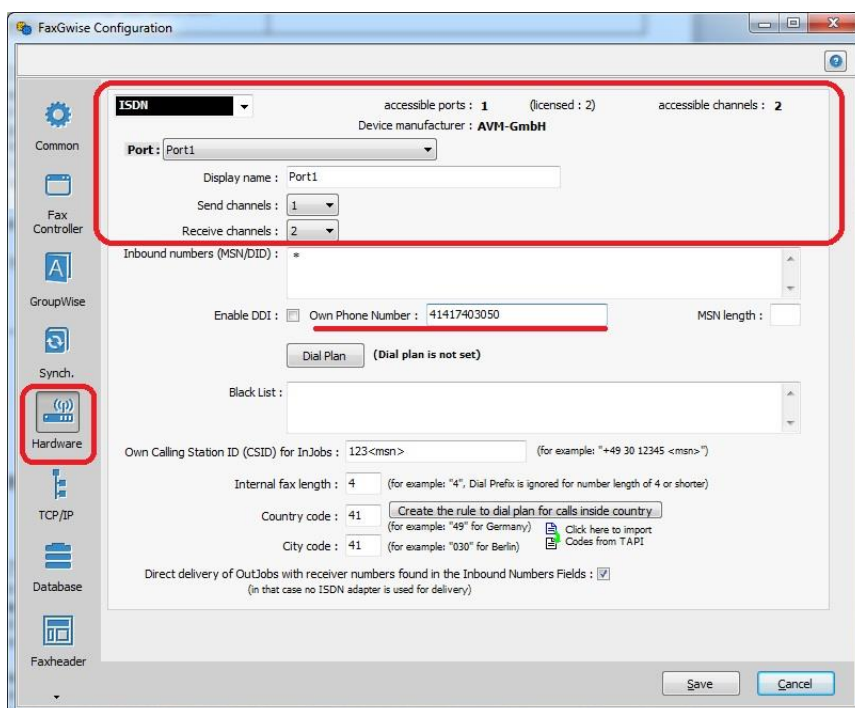 FaxGwise Configuration
ISDN
accessible ports : 1 (licensed : 2) accessible channels : 2
Device manufacturer : AVM-GmbH
Port : Port1
Display name : Port1
Send channels : 1
Receive channels : 2
Inbound numbers (MSN/DID) : *
Enable DDI : Own Phone Number : 41417403050 MSN length :
Dial Plan (Dial plan is not set)
Black List :
Own Calling Station ID (CSID) for InJobs : 123<msn> (for example: "+49 30 12345 <msn>")
Internal fax length : 4 (for example: "4", Dial Prefix is ignored for number length of 4 or shorter)
Country code : 41 Create the rule to dial plan for calls inside country
(for example: "49" for Germany) Click here to import
Codes from TAPI
City code : 41 (for example: "030" for Berlin)
Direct delivery of OutJobs with receiver numbers found in the Inbound Numbers Fields :
(in that case no ISDN adapter is used for delivery)
Common
Fax
Controller
GroupWise
Synch.
Hardware
TCP/IP
Database
Faxheader
Save Cancel